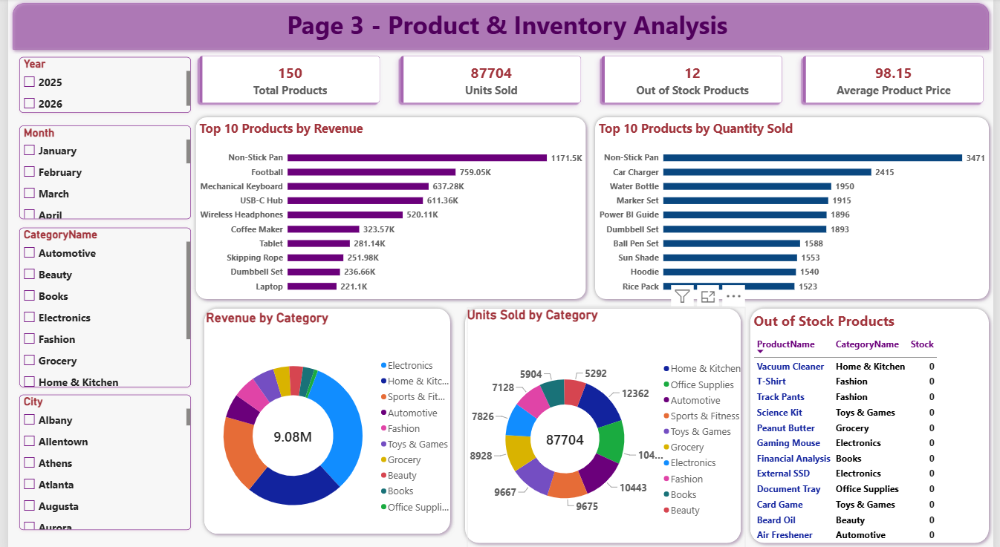 Page 3 - Product & Inventory Analysis
Year
2025
2026
Month
January
February
March
April
CategoryName
Automotive
Beauty
Books
Electronics
Fashion
Grocery
Home & Kitchen
City
Albany
Allentown
Athens
Atlanta
Augusta
Aurora
150
Total Products
87704
Units Sold
12
Out of Stock Products
98.15
Average Product Price
Top 10 Products by Revenue
Non-Stick Pan 1171.5K
Football 759.05K
Mechanical Keyboard 637.28K
USB-C Hub 611.36K
Wireless Headphones 520.11K
Coffee Maker 323.57K
Tablet 281.14K
Skipping Rope 251.98K
Dumbbell Set 236.66K
Laptop 221.1K
Top 10 Products by Quantity Sold
Non-Stick Pan 3471
Car Charger 2415
Water Bottle 1950
Marker Set 1915
Power BI Guide 1896
Dumbbell Set 1893
Ball Pen Set 1588
Sun Shade 1553
Hoodie 1540
Rice Pack 1523
Revenue by Category
9.08M
Electronics
Home & Kitc...
Sports & Fit...
Automotive
Fashion
Toys & Games
Grocery
Beauty
Books
Office Suppli...
Units Sold by Category
5292
12362
104...
10443
9675
9667
8928
7826
7128
5904
87704
Home & Kitchen
Office Supplies
Automotive
Sports & Fitness
Toys & Games
Grocery
Electronics
Fashion
Books
Beauty
Out of Stock Products
ProductName CategoryName Stock
Vacuum Cleaner Home & Kitchen 0
T-Shirt Fashion 0
Track Pants Fashion 0
Science Kit Toys & Games 0
Peanut Butter Grocery 0
Gaming Mouse Electronics 0
Financial Analysis Books 0
External SSD Electronics 0
Document Tray Office Supplies 0
Card Game Toys & Games 0
Beard Oil Beauty 0
Air Freshener Automotive 0